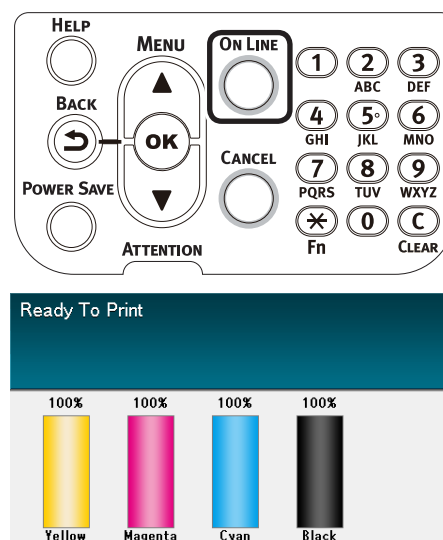 HELP
MENU
ON LINE
1 2 3
ABC DEF
BACK
OK
4 5 6
GHI JKL MNO
CANCEL
7 8 9
PQRS TUV WXYZ
POWER SAVE
0 C
Fn CLEAR
ATTENTION
Ready To Print
100% 100% 100% 100%
Yellow Magenta Cyan Black